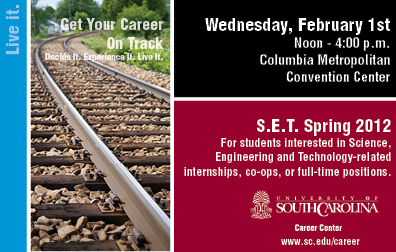 Live it.
Get Your Career
On Track
Decide It. Experience It. Live It.
Wednesday, February 1st
Noon - 4:00 p.m.
Columbia Metropolitan
Convention Center
S.E.T. Spring 2012
For students interested in Science,
Engineering and Technology-related
internships, co-ops, or full-time positions.
UNIVERSITY OF
SOUTH CAROLINA
Career Center
www.sc.edu/career